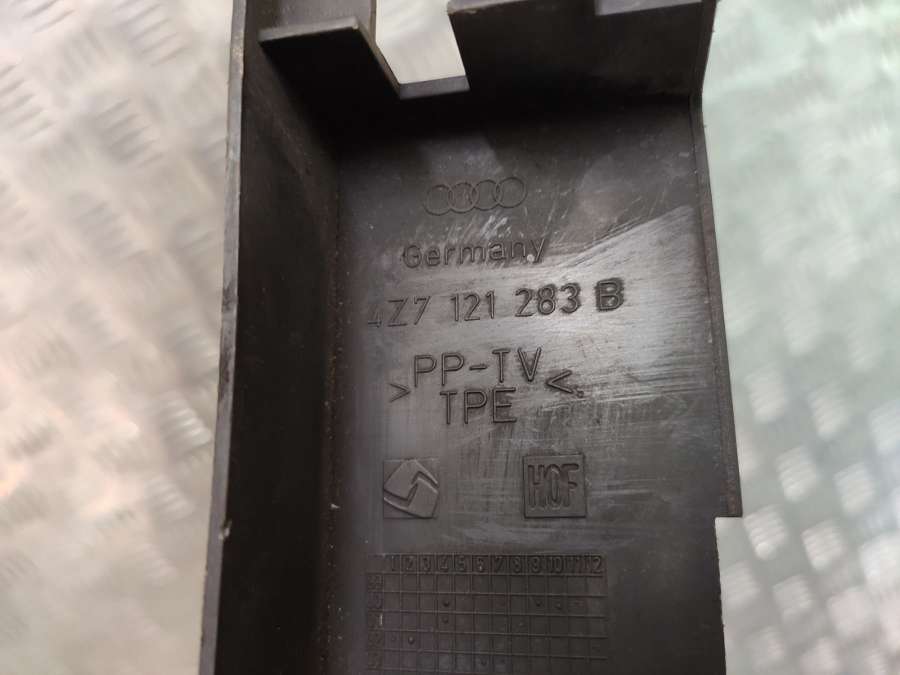 Germany
4Z7 121 283 B
>PP-TV<
TPE
HOF
1 2 3 4 5 6 7 8 9 10 11 12